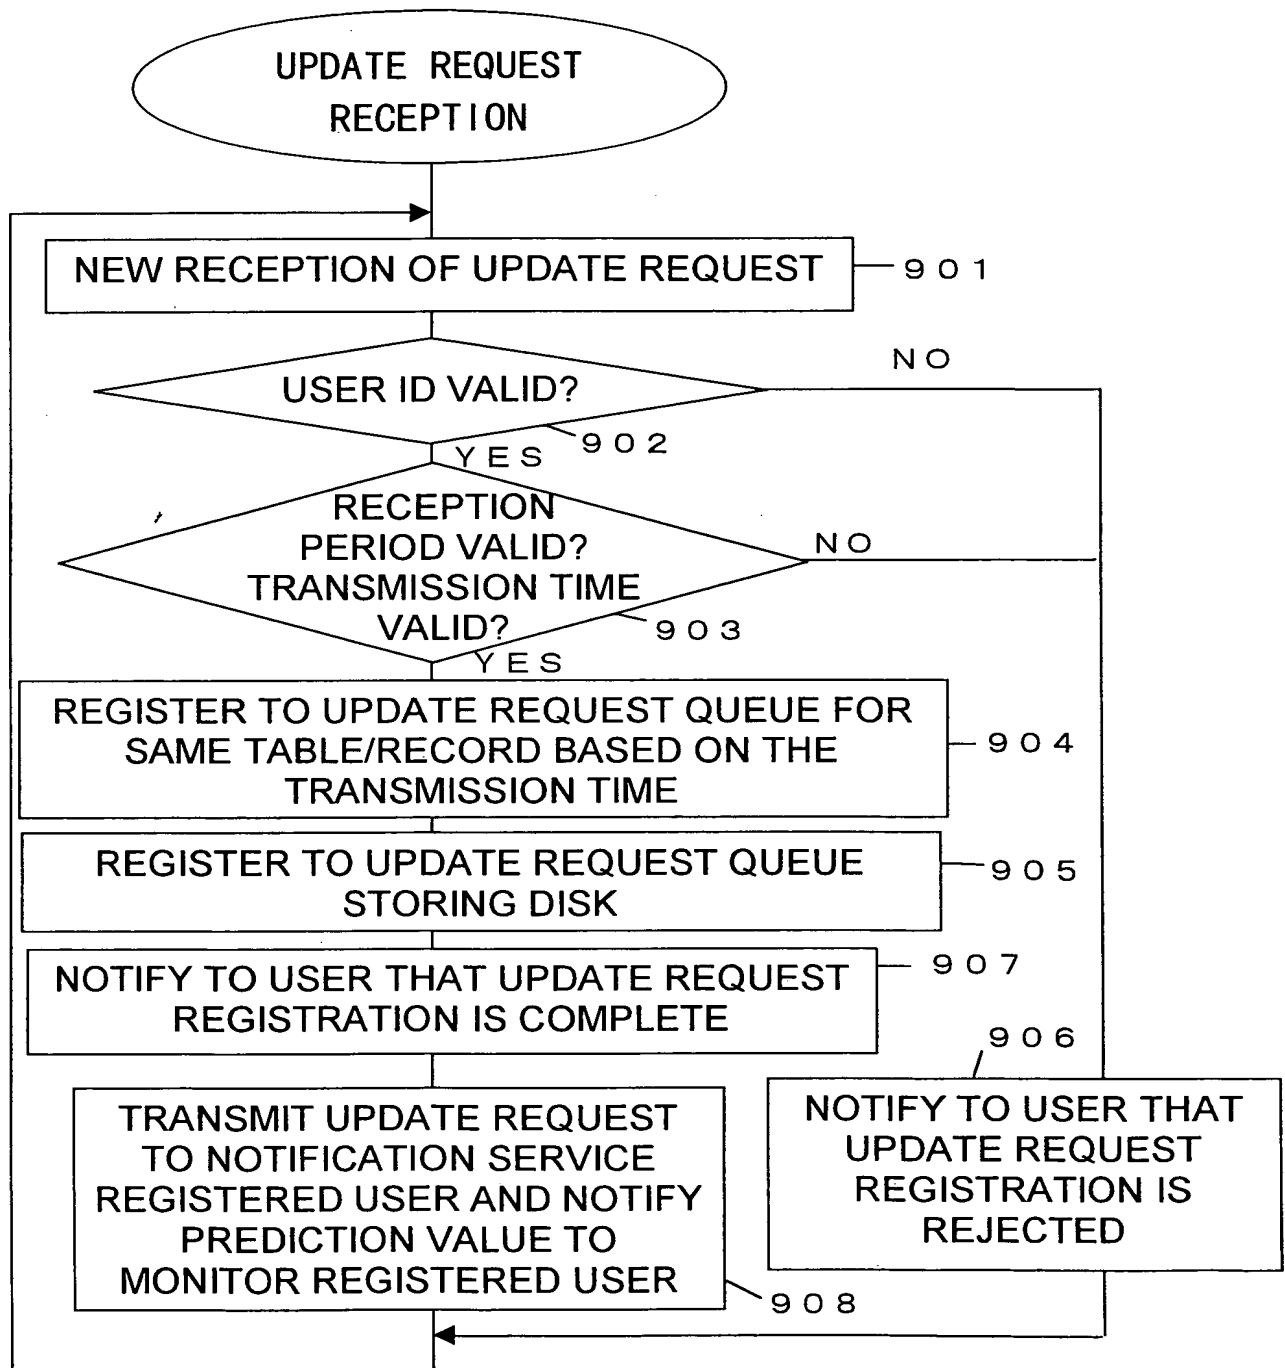 UPDATE REQUEST
RECEPTION
NEW RECEPTION OF UPDATE REQUEST
901
NO
USER ID VALID?
902
YES
RECEPTION
PERIOD VALID?
TRANSMISSION TIME
VALID?
NO
903
YES
REGISTER TO UPDATE REQUEST QUEUE FOR
SAME TABLE/RECORD BASED ON THE
TRANSMISSION TIME
904
REGISTER TO UPDATE REQUEST QUEUE
STORING DISK
905
NOTIFY TO USER THAT UPDATE REQUEST
REGISTRATION IS COMPLETE
907
906
TRANSMIT UPDATE REQUEST
TO NOTIFICATION SERVICE
REGISTERED USER AND NOTIFY
PREDICTION VALUE TO
MONITOR REGISTERED USER
908
NOTIFY TO USER THAT
UPDATE REQUEST
REGISTRATION IS
REJECTED